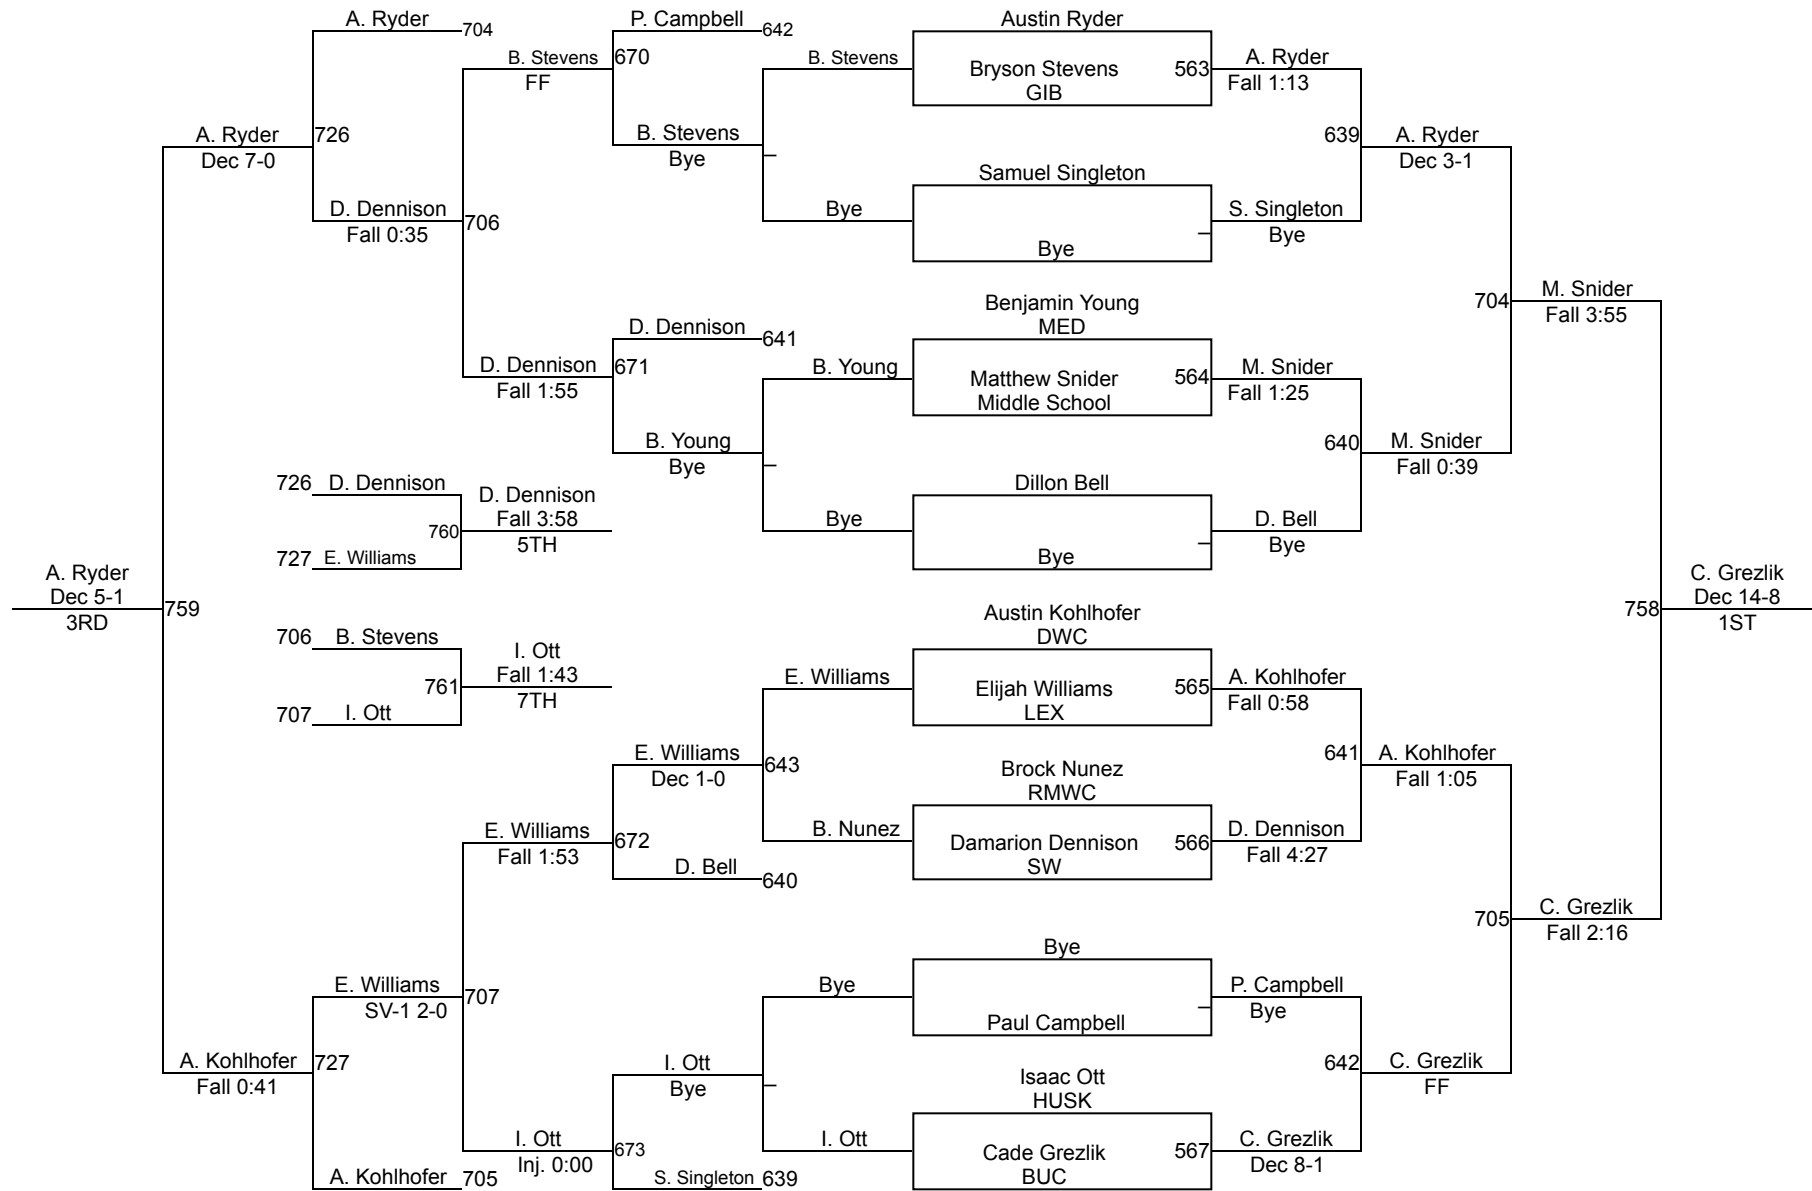 A. Ryder
704
P. Campbell
642
Austin Ryder
B. Stevens
FF
670
B. Stevens
Bryson Stevens
GIB
563
A. Ryder
Fall 1:13
A. Ryder
Dec 7-0
726
B. Stevens
Bye
639
A. Ryder
Dec 3-1
Samuel Singleton
D. Dennison
Fall 0:35
706
Bye
Bye
S. Singleton
Bye
Benjamin Young
MED
704
M. Snider
Fall 3:55
D. Dennison
641
D. Dennison
Fall 1:55
671
B. Young
Matthew Snider
Middle School
564
M. Snider
Fall 1:25
B. Young
Bye
640
M. Snider
Fall 0:39
726
D. Dennison
D. Dennison
Fall 3:58
5TH
760
727
E. Williams
Dillon Bell
Bye
Bye
D. Bell
Bye
A. Ryder
Dec 5-1
3RD
759
C. Grezlik
Dec 14-8
1ST
758
706
B. Stevens
I. Ott
Fall 1:43
7TH
761
707
I. Ott
Austin Kohlhofer
DWC
E. Williams
Elijah Williams
LEX
565
A. Kohlhofer
Fall 0:58
E. Williams
Dec 1-0
643
641
A. Kohlhofer
Fall 1:05
Brock Nunez
RMWC
E. Williams
Fall 1:53
672
B. Nunez
Damarion Dennison
SW
566
D. Dennison
Fall 4:27
D. Bell
640
705
C. Grezlik
Fall 2:16
Bye
E. Williams
SV-1 2-0
707
Bye
Paul Campbell
P. Campbell
Bye
A. Kohlhofer
Fall 0:41
727
I. Ott
Bye
642
C. Grezlik
FF
Isaac Ott
HUSK
I. Ott
Inj. 0:00
673
I. Ott
Cade Grezlik
BUC
567
C. Grezlik
Dec 8-1
A. Kohlhofer
705
S. Singleton
639